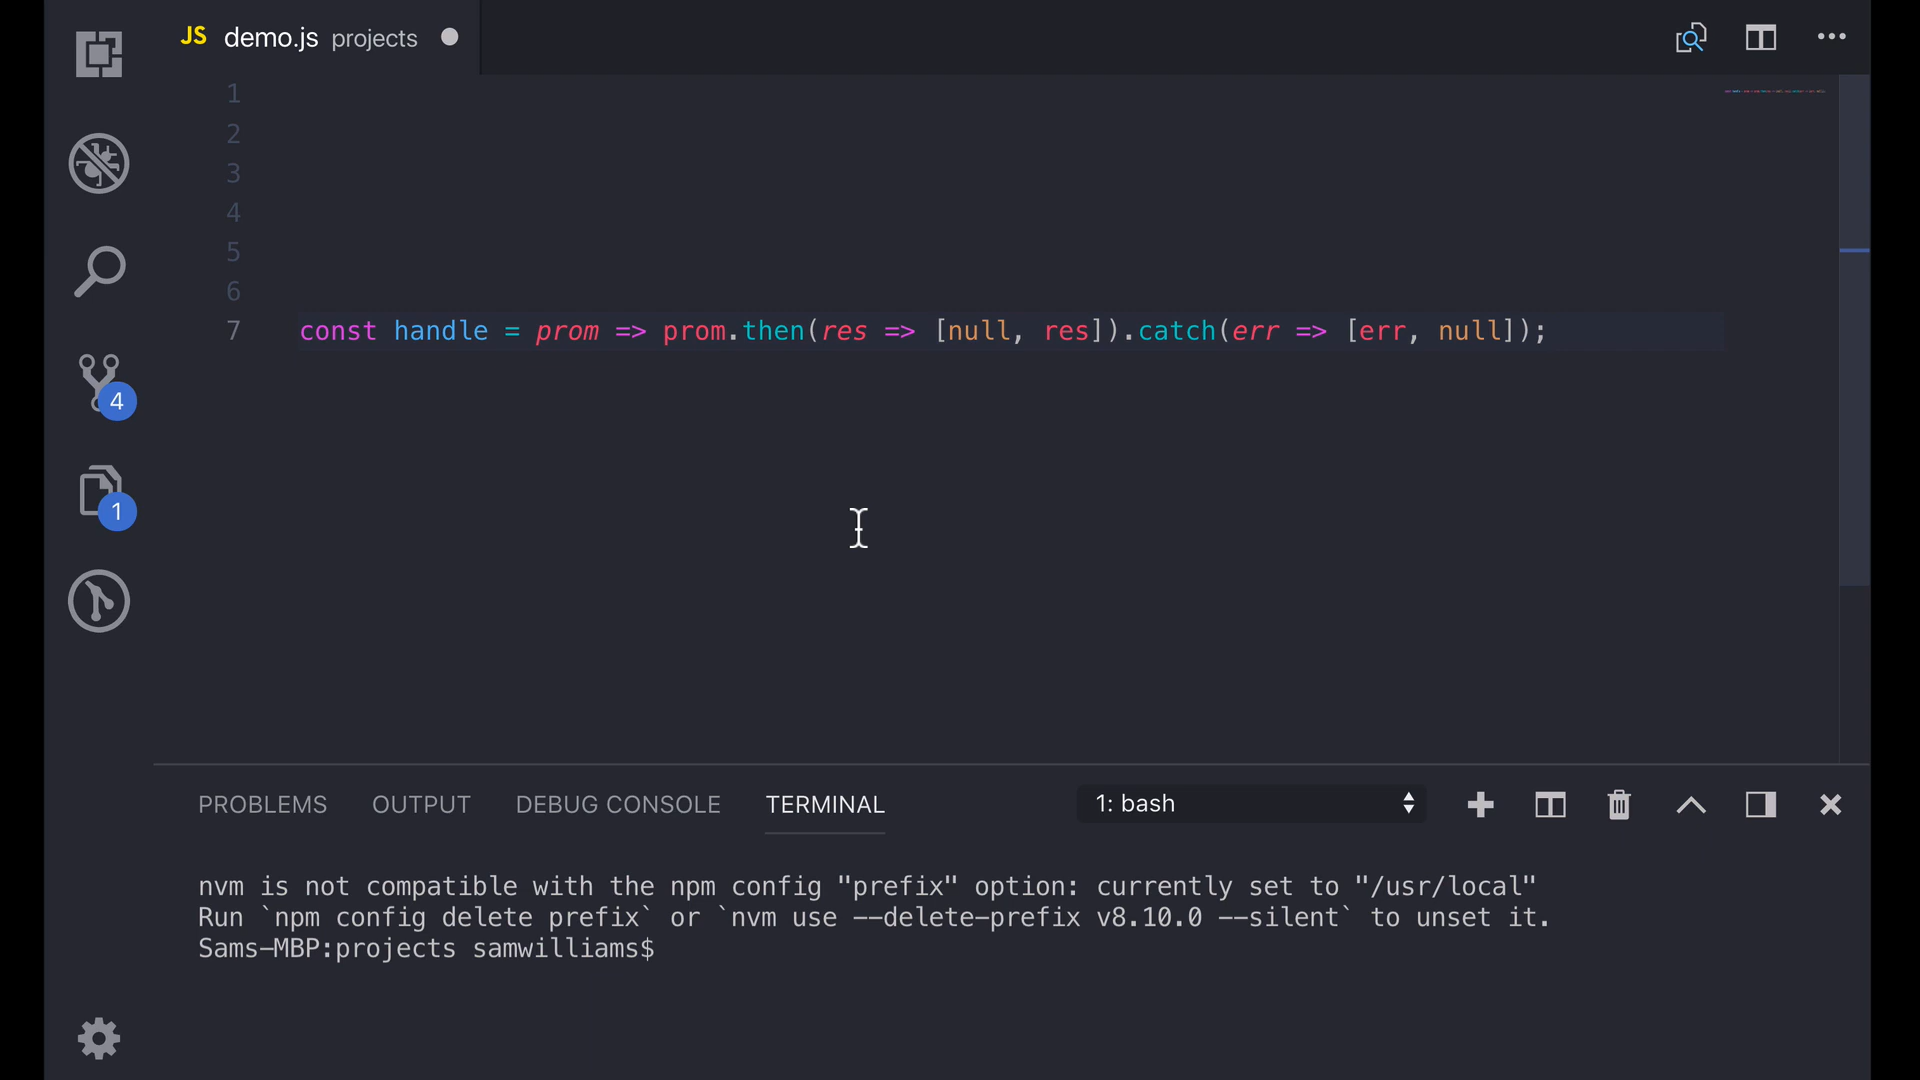 JS demo.js projects
1
2
3
4
5
6
7 const handle = prom => prom.then(res => [null, res]).catch(err => [err, null]);
4
1
PROBLEMS OUTPUT DEBUG CONSOLE TERMINAL 1: bash
nvm is not compatible with the npm config "prefix" option: currently set to "/usr/local"
Run `npm config delete prefix` or `nvm use --delete-prefix v8.10.0 --silent` to unset it.
Sams-MBP:projects samwilliams$